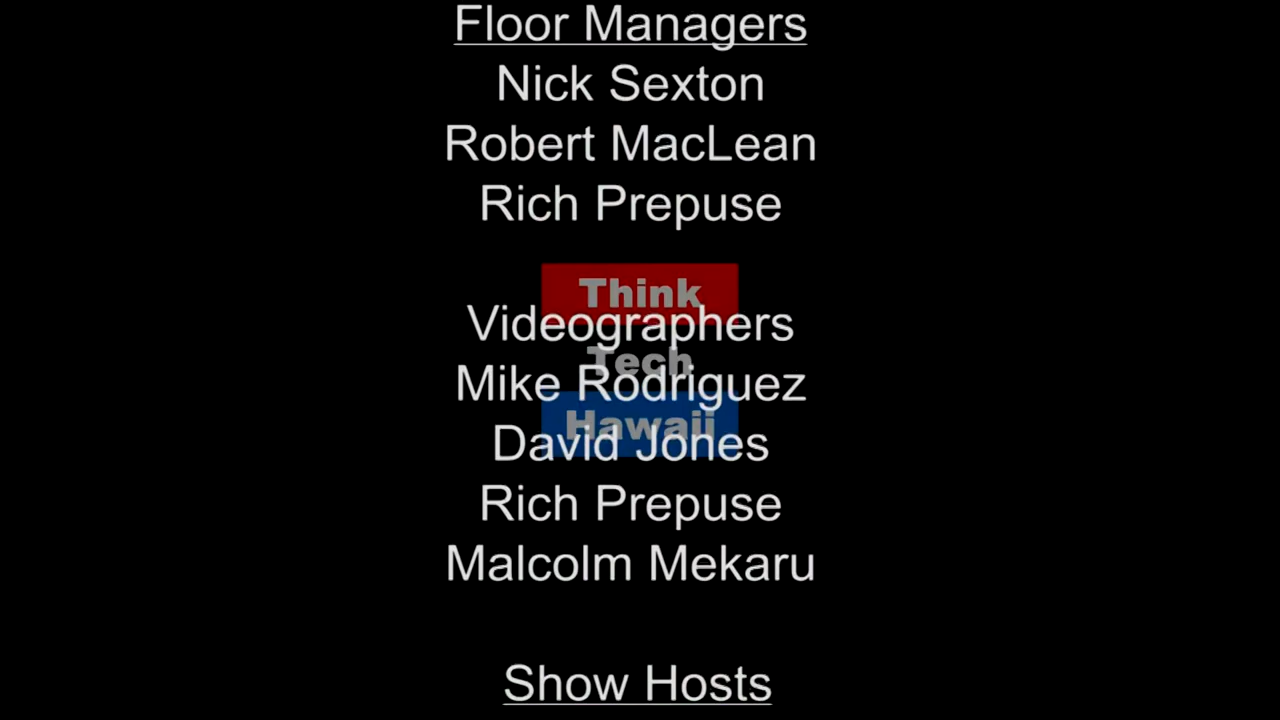 Floor Managers
Nick Sexton
Robert MacLean
Rich Prepuse
Think
Videographers
Tech
Mike Rodriguez
Hawaii
David Jones
Rich Prepuse
Malcolm Mekaru
Show Hosts